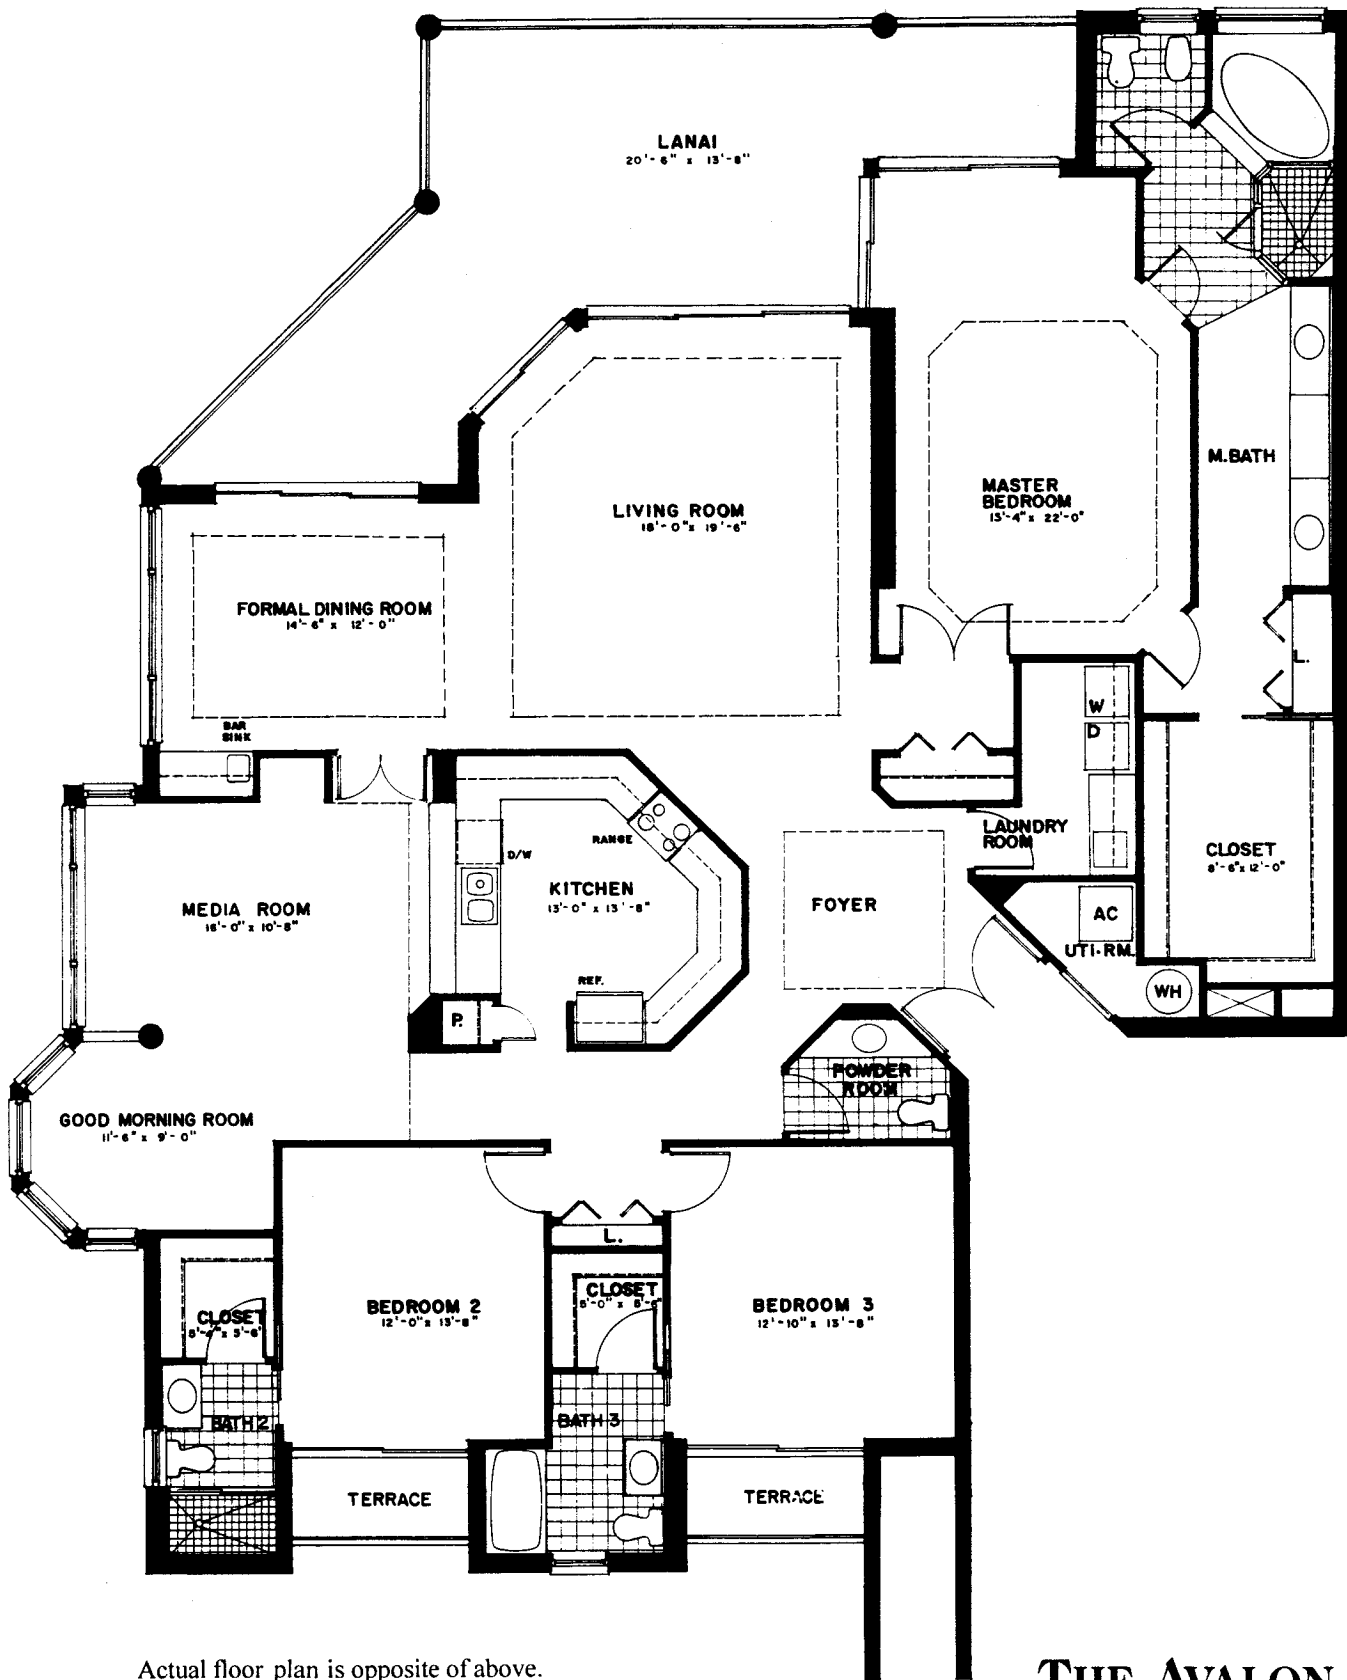 LANAI
20'-6" x 13'-8"
M.BATH
MASTER
BEDROOM
13'-4" x 22'-0"
LIVING ROOM
18'-0" x 19'-6"
FORMAL DINING ROOM
14'-6" x 12'-0"
L.
W
D
BAR
SINK
LAUNDRY
ROOM
RANGE
D/W
CLOSET
8'-6" x 12'-0"
KITCHEN
13'-0" x 13'-8"
MEDIA ROOM
16'-0" x 10'-8"
FOYER
AC
UTI-RM.
REF.
WH
P.
POWDER
ROOM
GOOD MORNING ROOM
11'-6" x 9'-0"
L.
CLOSET
BEDROOM 2
12'-0" x 13'-8"
BEDROOM 3
12'-10" x 13'-8"
CLOSET
BATH 2
BATH 3
TERRACE
TERRACE
Actual floor plan is opposite of above.
THE AVALON